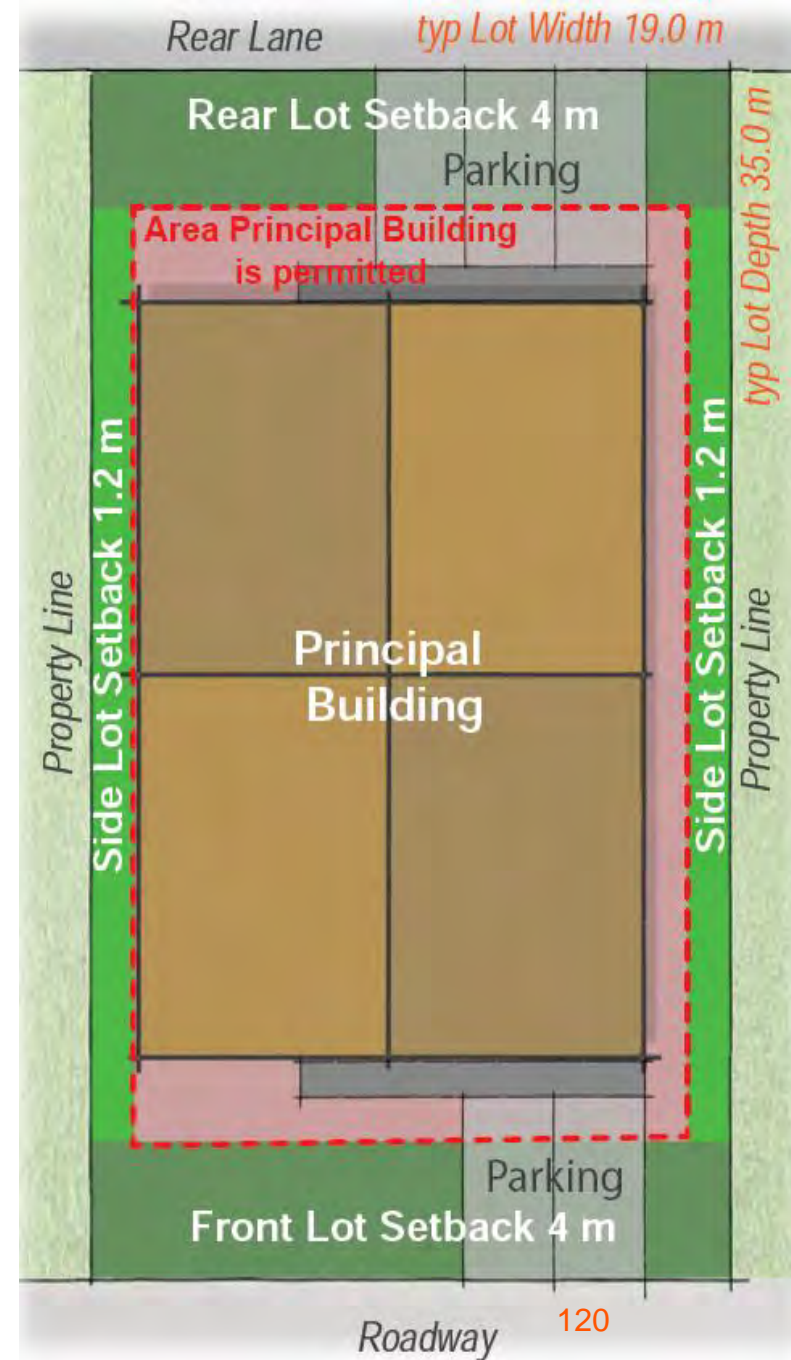 Rear Lane
typ Lot Width 19.0 m
Rear Lot Setback 4 m
Parking
typ Lot Depth 35.0 m
Area Principal Building
is permitted
Side Lot Setback 1.2 m
Property Line
Principal
Building
Side Lot Setback 1.2 m
Property Line
Parking
Front Lot Setback 4 m
120
Roadway